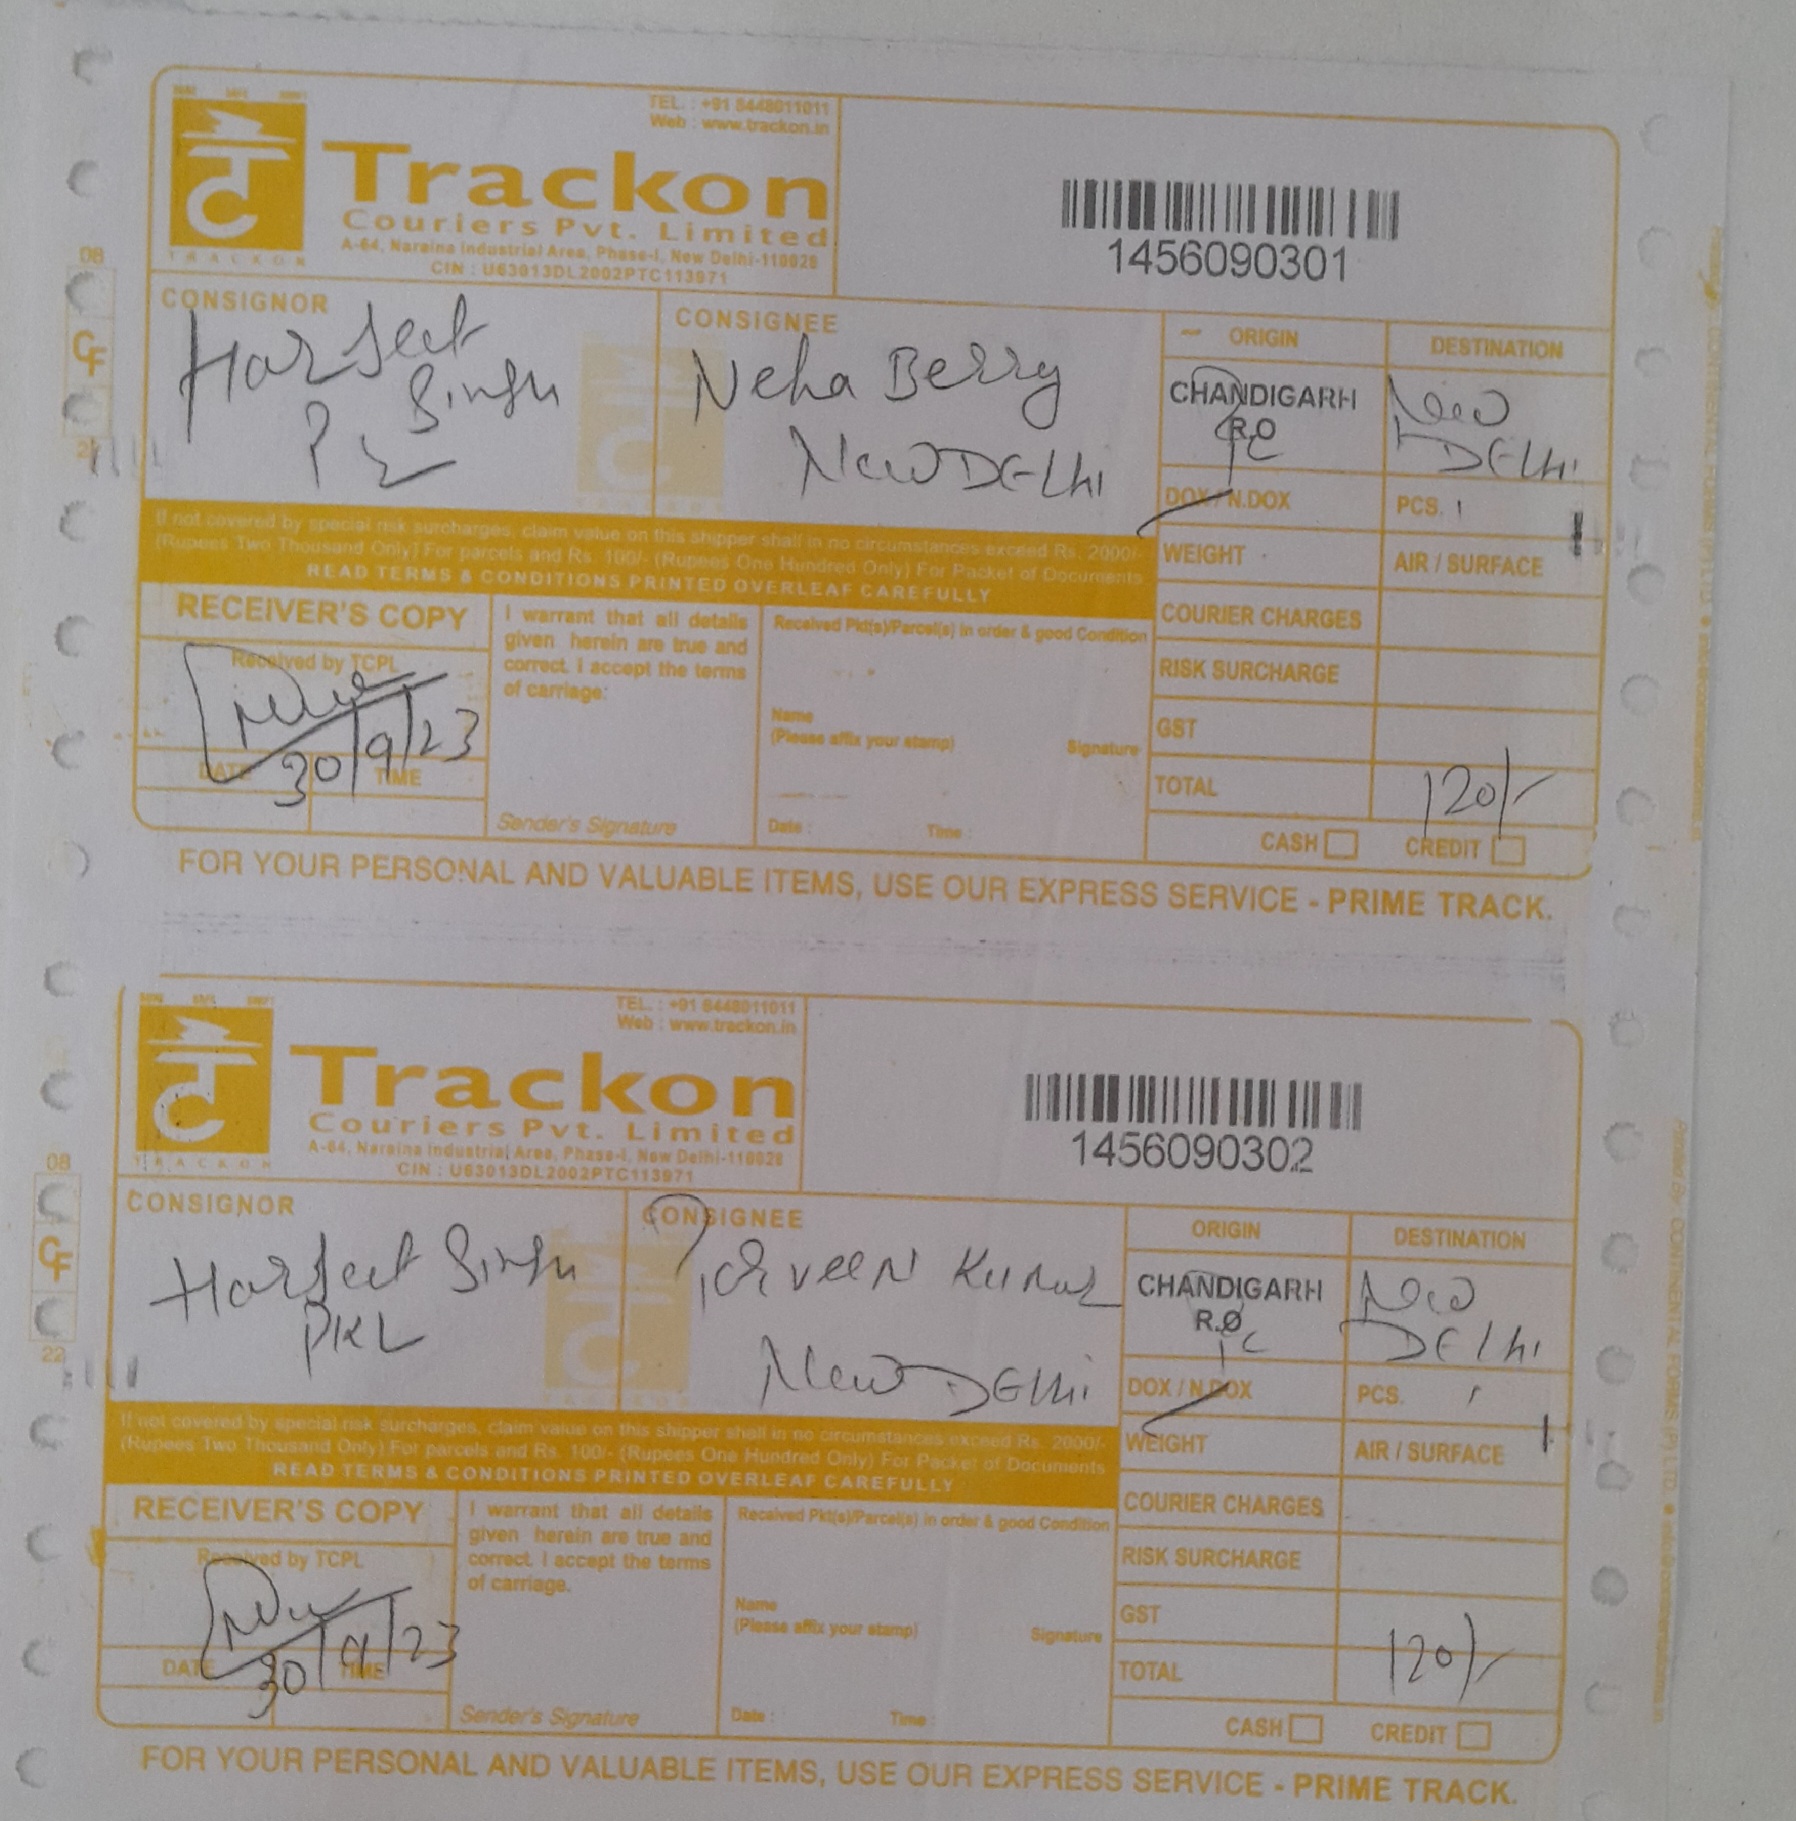 TEL. : +91 8448011011
Web : www.trackon.in
Trackon
Couriers Pvt. Limited
A-64, Naraina Industrial Area, Phase-I, New Delhi-110028
CIN : U63013DL2002PTC113971
TRACKON
1456090301
CONSIGNOR
Singh
CONSIGNEE
Neha Berry
New DELhi
ORIGIN
CHANDIGARH
R.O
DESTINATION
New
DELhi
DOX / N.DOX
PCS. 1
WEIGHT
AIR / SURFACE
COURIER CHARGES
RISK SURCHARGE
GST
TOTAL
120/-
CASH
CREDIT
If not covered by special risk surcharges, claim value on this shipper shall in no circumstances exceed Rs. 2000/-
(Rupees Two Thousand Only) For parcels and Rs. 100/- (Rupees One Hundred Only) For Packet of Documents
READ TERMS & CONDITIONS PRINTED OVERLEAF CAREFULLY
RECEIVER'S COPY
Received by TCPL
30/9/23
DATE
TIME
I warrant that all details
given herein are true and
correct. I accept the terms
of carriage:
Sender's Signature
Received Pkt(s)/Parcel(s) in order & good Condition
Name
(Please affix your stamp)
Signature
Date :
Time :
FOR YOUR PERSONAL AND VALUABLE ITEMS, USE OUR EXPRESS SERVICE - PRIME TRACK.
TEL. : +91 8448011011
Web : www.trackon.in
Trackon
Couriers Pvt. Limited
A-64, Naraina Industrial Area, Phase-I, New Delhi-110028
CIN : U63013DL2002PTC113971
TRACKON
1456090302
CONSIGNOR
Singh
PKL
CONSIGNEE
Kumar
New DELhi
ORIGIN
CHANDIGARH
R.O
DESTINATION
New
DELhi
DOX / N.DOX
PCS. 1
WEIGHT
AIR / SURFACE
COURIER CHARGES
RISK SURCHARGE
GST
TOTAL
120/-
CASH
CREDIT
If not covered by special risk surcharges, claim value on this shipper shall in no circumstances exceed Rs. 2000/-
(Rupees Two Thousand Only) For parcels and Rs. 100/- (Rupees One Hundred Only) For Packet of Documents
READ TERMS & CONDITIONS PRINTED OVERLEAF CAREFULLY
RECEIVER'S COPY
Received by TCPL
30/9/23
DATE
TIME
I warrant that all details
given herein are true and
correct. I accept the terms
of carriage.
Sender's Signature
Received Pkt(s)/Parcel(s) in order & good Condition
Name
(Please affix your stamp)
Signature
Date :
Time :
FOR YOUR PERSONAL AND VALUABLE ITEMS, USE OUR EXPRESS SERVICE - PRIME TRACK.